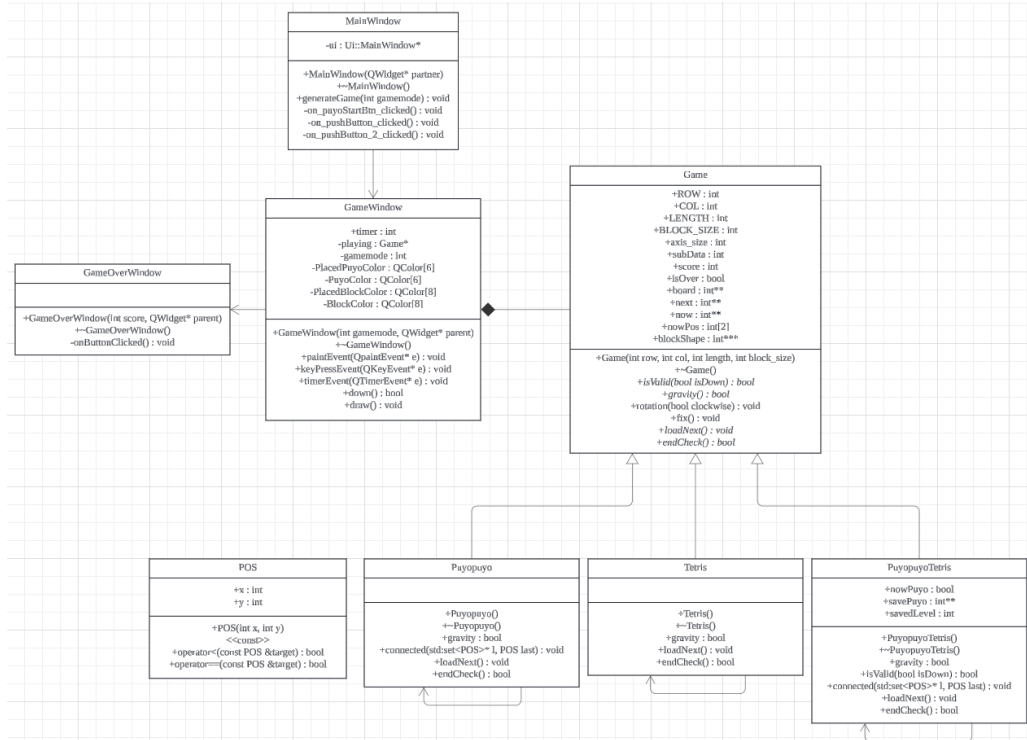 MainWindow
-ui : Ui::MainWindow*
+MainWindow(QWidget* partner)
+~MainWindow()
+generateGame(int gamemode) : void
-on_puyoStartBtn_clicked() : void
-on_pushButton_clicked() : void
-on_pushButton_2_clicked() : void
GameWindow
+timer : int
-playing : Game*
-gamemode : int
-PlacedPuyoColor : QColor[6]
-PuyoColor : QColor[6]
-PlacedBlockColor : QColor[8]
-BlockColor : QColor[8]
+GameWindow(int gamemode, QWidget* parent)
+~GameWindow()
+paintEvent(QpaintEvent* e) : void
+keyPressEvent(QKeyEvent* e) : void
+timerEvent(QTimerEvent* e) : void
+down() : bool
+draw() : void
GameOverWindow
+GameOverWindow(int score, QWidget* parent)
+~GameOverWindow()
-onButtonClicked() : void
Game
+ROW : int
+COL : int
+LENGTH : int
+BLOCK_SIZE : int
+axis_size : int
+subData : int
+score : int
+isOver : bool
+board : int**
+next : int**
+now : int**
+nowPos : int[2]
+blockShape : int***
+Game(int row, int col, int length, int block_size)
+~Game()
+isValid(bool isDown) : bool
+gravity() : bool
+rotation(bool clockwise) : void
+fix() : void
+loadNext() : void
+endCheck() : bool
POS
+x : int
+y : int
+POS(int x, int y)
<<const>>
+operator<(const POS &target) : bool
+operator==(const POS &target) : bool
Puyopuyo
+Puyopuyo()
+~Puyopuyo()
+gravity : bool
+connected(std:set<POS>* l, POS last) : void
+loadNext() : void
+endCheck() : bool
Tetris
+Tetris()
+~Tetris()
+gravity : bool
+loadNext() : void
+endCheck() : bool
PuyopuyoTetris
+nowPuyo : bool
+savePuyo : int**
+savedLevel : int
+PuyopuyoTetris()
+~PuyopuyoTetris()
+gravity : bool
+isValid(bool isDown) : bool
+connected(std:set<POS>* l, POS last) : void
+loadNext() : void
+endCheck() : bool